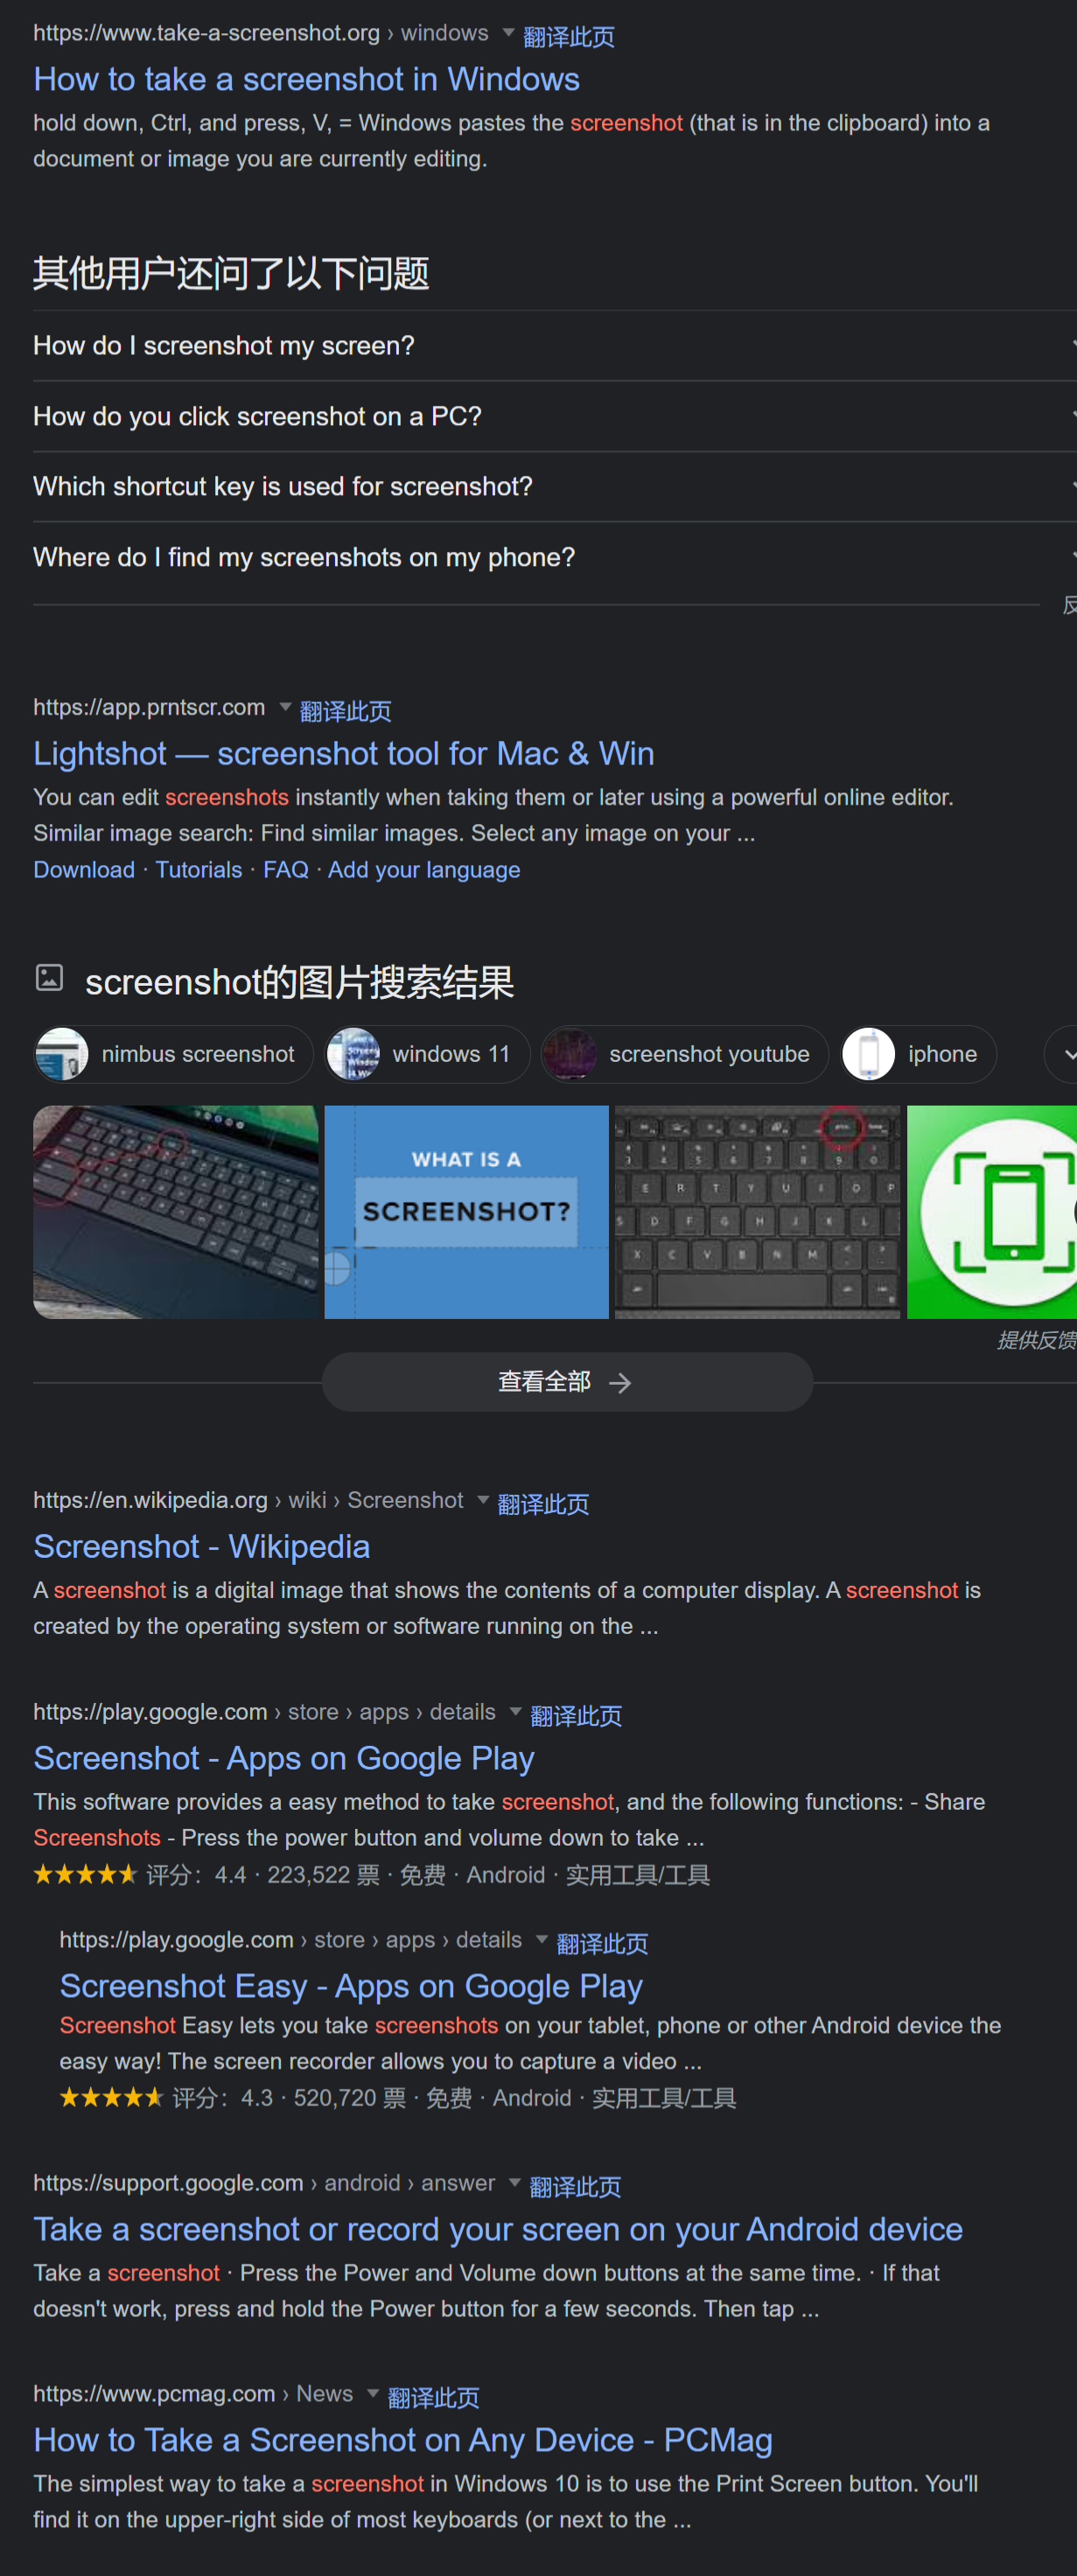 https://www.take-a-screenshot.org › windows 翻译此页
How to take a screenshot in Windows
hold down, Ctrl, and press, V, = Windows pastes the screenshot (that is in the clipboard) into a
document or image you are currently editing.
其他用户还问了以下问题
How do I screenshot my screen?
How do you click screenshot on a PC?
Which shortcut key is used for screenshot?
Where do I find my screenshots on my phone?
https://app.prntscr.com 翻译此页
Lightshot — screenshot tool for Mac & Win
You can edit screenshots instantly when taking them or later using a powerful online editor.
Similar image search: Find similar images. Select any image on your ...
Download · Tutorials · FAQ · Add your language
screenshot的图片搜索结果
nimbus screenshot windows 11 screenshot youtube iphone
WHAT IS A
SCREENSHOT?
E R T Y U I O P
S D F G H J K L
X C V B N M
提供反馈
查看全部
https://en.wikipedia.org › wiki › Screenshot 翻译此页
Screenshot - Wikipedia
A screenshot is a digital image that shows the contents of a computer display. A screenshot is
created by the operating system or software running on the ...
https://play.google.com › store › apps › details 翻译此页
Screenshot - Apps on Google Play
This software provides a easy method to take screenshot, and the following functions: - Share
Screenshots - Press the power button and volume down to take ...
评分：4.4 · 223,522 票 · 免费 · Android · 实用工具/工具
https://play.google.com › store › apps › details 翻译此页
Screenshot Easy - Apps on Google Play
Screenshot Easy lets you take screenshots on your tablet, phone or other Android device the
easy way! The screen recorder allows you to capture a video ...
评分：4.3 · 520,720 票 · 免费 · Android · 实用工具/工具
https://support.google.com › android › answer 翻译此页
Take a screenshot or record your screen on your Android device
Take a screenshot · Press the Power and Volume down buttons at the same time. · If that
doesn't work, press and hold the Power button for a few seconds. Then tap ...
https://www.pcmag.com › News 翻译此页
How to Take a Screenshot on Any Device - PCMag
The simplest way to take a screenshot in Windows 10 is to use the Print Screen button. You'll
find it on the upper-right side of most keyboards (or next to the ...